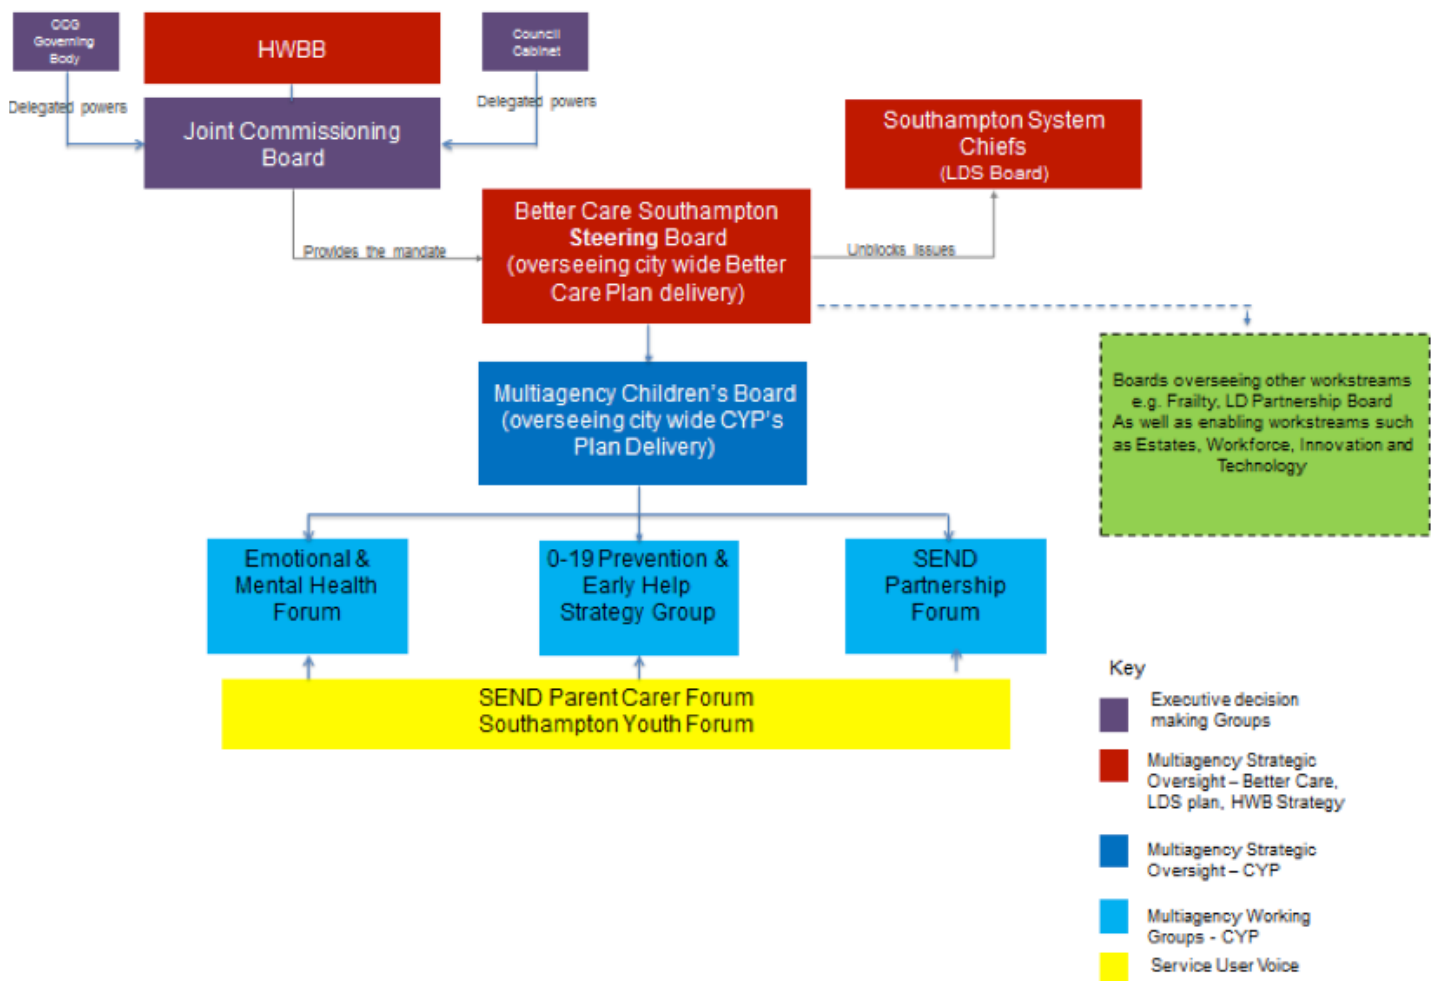 CCG
Governing
Body
HWBB
Council
Cabinet
Delegated powers
Delegated powers
Joint Commissioning
Board
Southampton System
Chiefs
(LDS Board)
Better Care Southampton
Steering Board
(overseeing city wide Better
Care Plan delivery)
Provides the mandate
Unblocks Issues
Multiagency Children's Board
(overseeing city wide CYP's
Plan Delivery)
Boards overseeing other workstreams
e.g. Frailty, LD Partnership Board
As well as enabling workstreams such
as Estates, Workforce, Innovation and
Technology
Emotional &
Mental Health
Forum
0-19 Prevention &
Early Help
Strategy Group
SEND
Partnership
Forum
SEND Parent Carer Forum
Southampton Youth Forum
Key
Executive decision
making Groups
Multiagency Strategic
Oversight – Better Care,
LDS plan, HWB Strategy
Multiagency Strategic
Oversight – CYP
Multiagency Working
Groups - CYP
Service User Voice